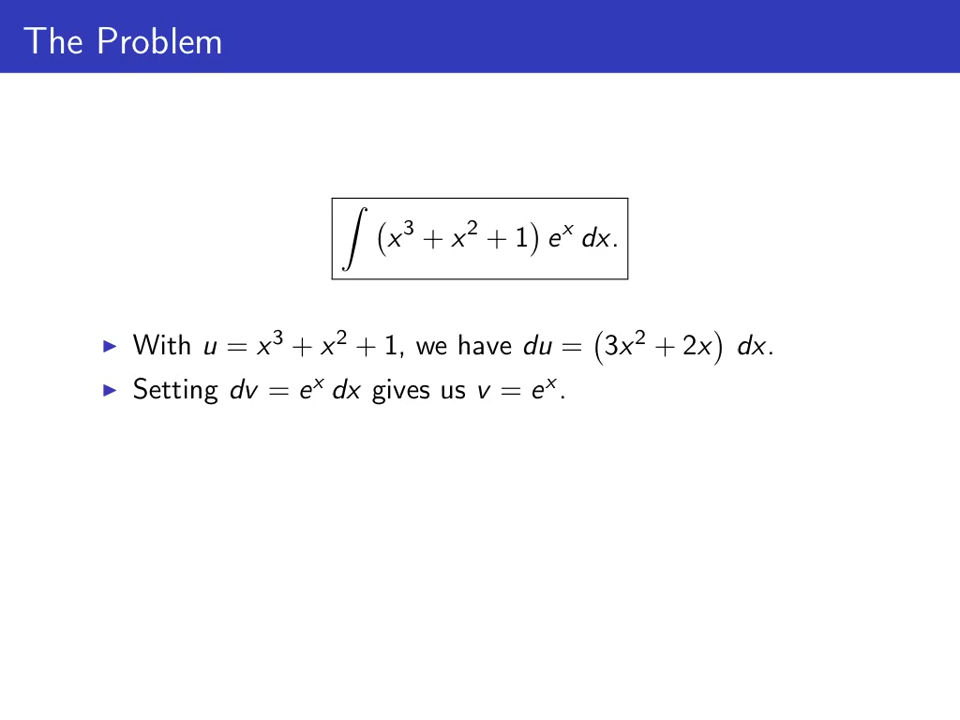 The Problem
∫ (x³ + x² + 1) eˣ dx.
▶ With u = x³ + x² + 1, we have du = (3x² + 2x) dx.
▶ Setting dv = eˣ dx gives us v = eˣ.